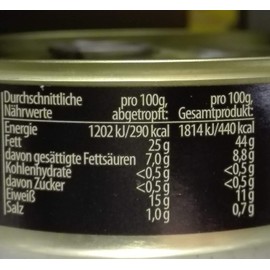 Durchschnittliche pro 100g, pro 100g,
Nährwerte abgetropft: Gesamtprodukt:
Energie 1202 kJ/290 kcal 1814 kJ/440 kcal
Fett 25 g 44 g
davon gesättigte Fettsäuren 7,0 g 8,8 g
Kohlenhydrate <0,5 g <0,5 g
davon Zucker <0,5 g <0,5 g
Eiweiß 15 g 11 g
Salz 1,0 g 0,7 g